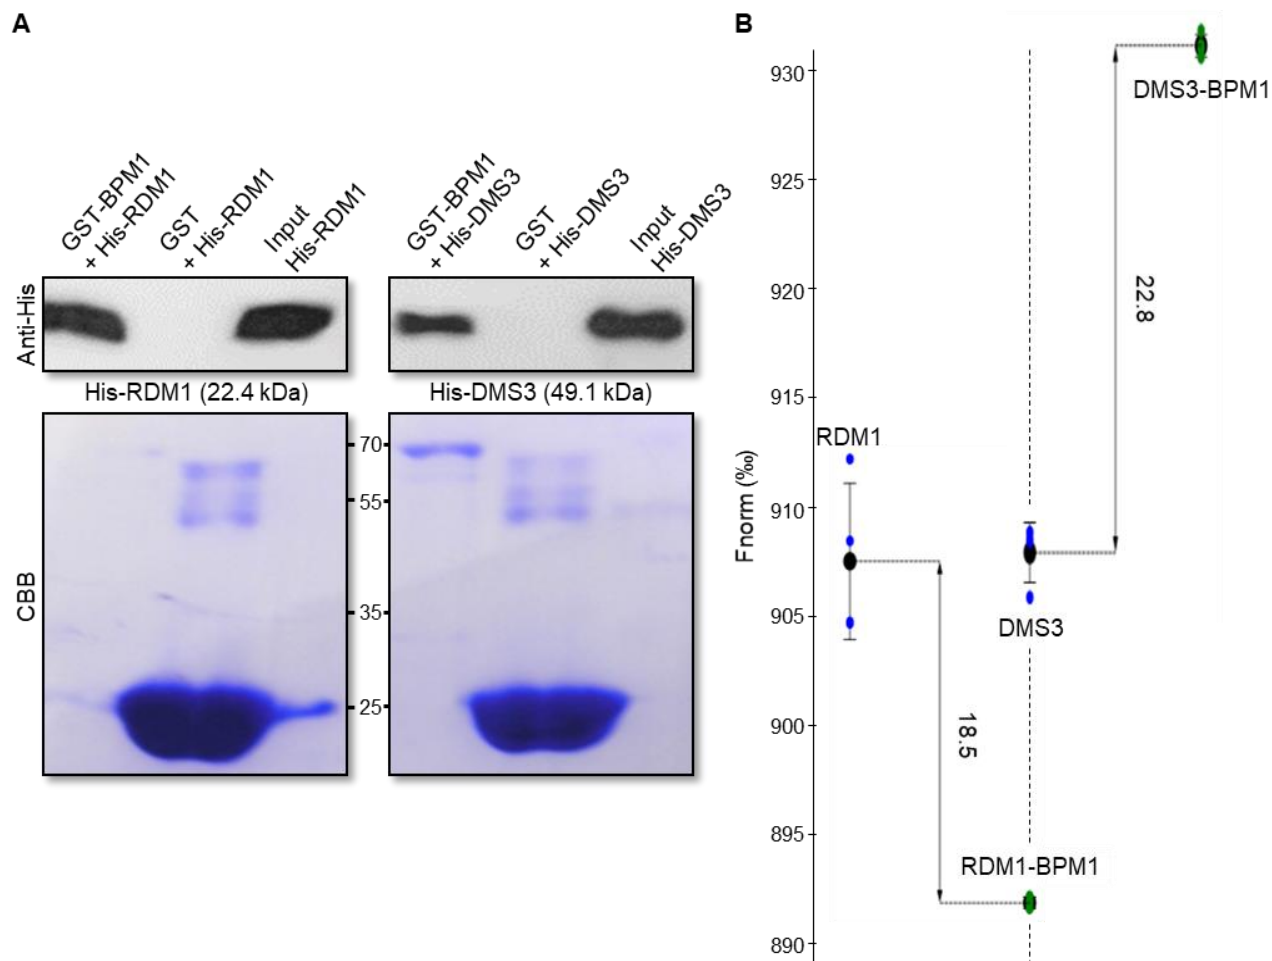 A
GST-BPM1
+ His-RDM1
GST
+ His-RDM1
Input
His-RDM1
GST-BPM1
+ His-DMS3
GST
+ His-DMS3
Input
His-DMS3
Anti-His
His-RDM1 (22.4 kDa)
His-DMS3 (49.1 kDa)
CBB
70
55
35
25
B
Fnorm (‰)
930
925
920
915
910
905
900
895
890
DMS3-BPM1
22.8
RDM1
DMS3
18.5
RDM1-BPM1